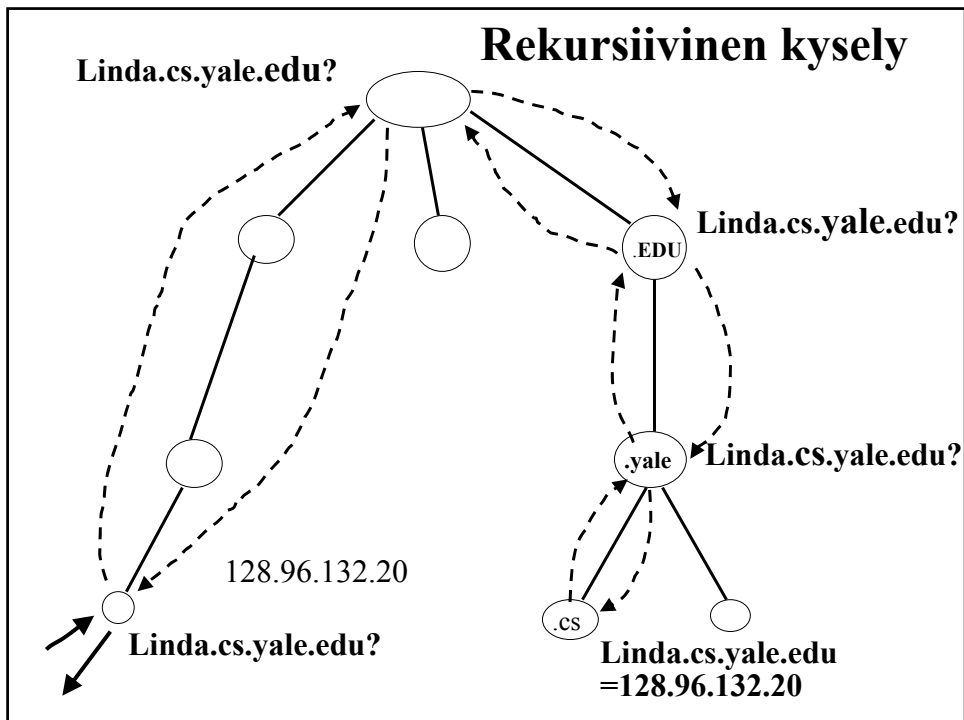 Rekursiivinen kysely
Linda.cs.yale.edu?
Linda.cs.yale.edu?
.EDU
.yale
Linda.cs.yale.edu?
128.96.132.20
.cs
Linda.cs.yale.edu?
Linda.cs.yale.edu
=128.96.132.20